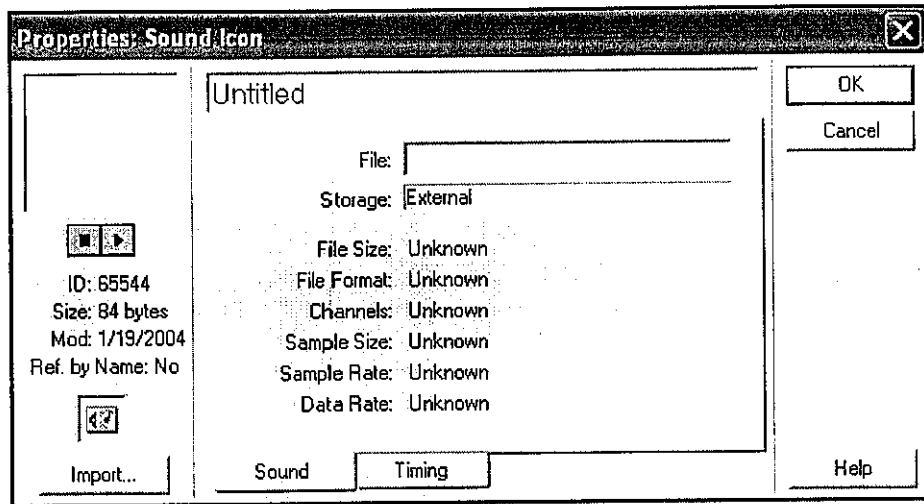 Properties: Sound Icon
Untitled
File:
Storage: External
File Size: Unknown
File Format: Unknown
Channels: Unknown
Sample Size: Unknown
Sample Rate: Unknown
Data Rate: Unknown
ID: 65544
Size: 84 bytes
Mod: 1/19/2004
Ref. by Name: No
Import...
Sound
Timing
OK
Cancel
Help